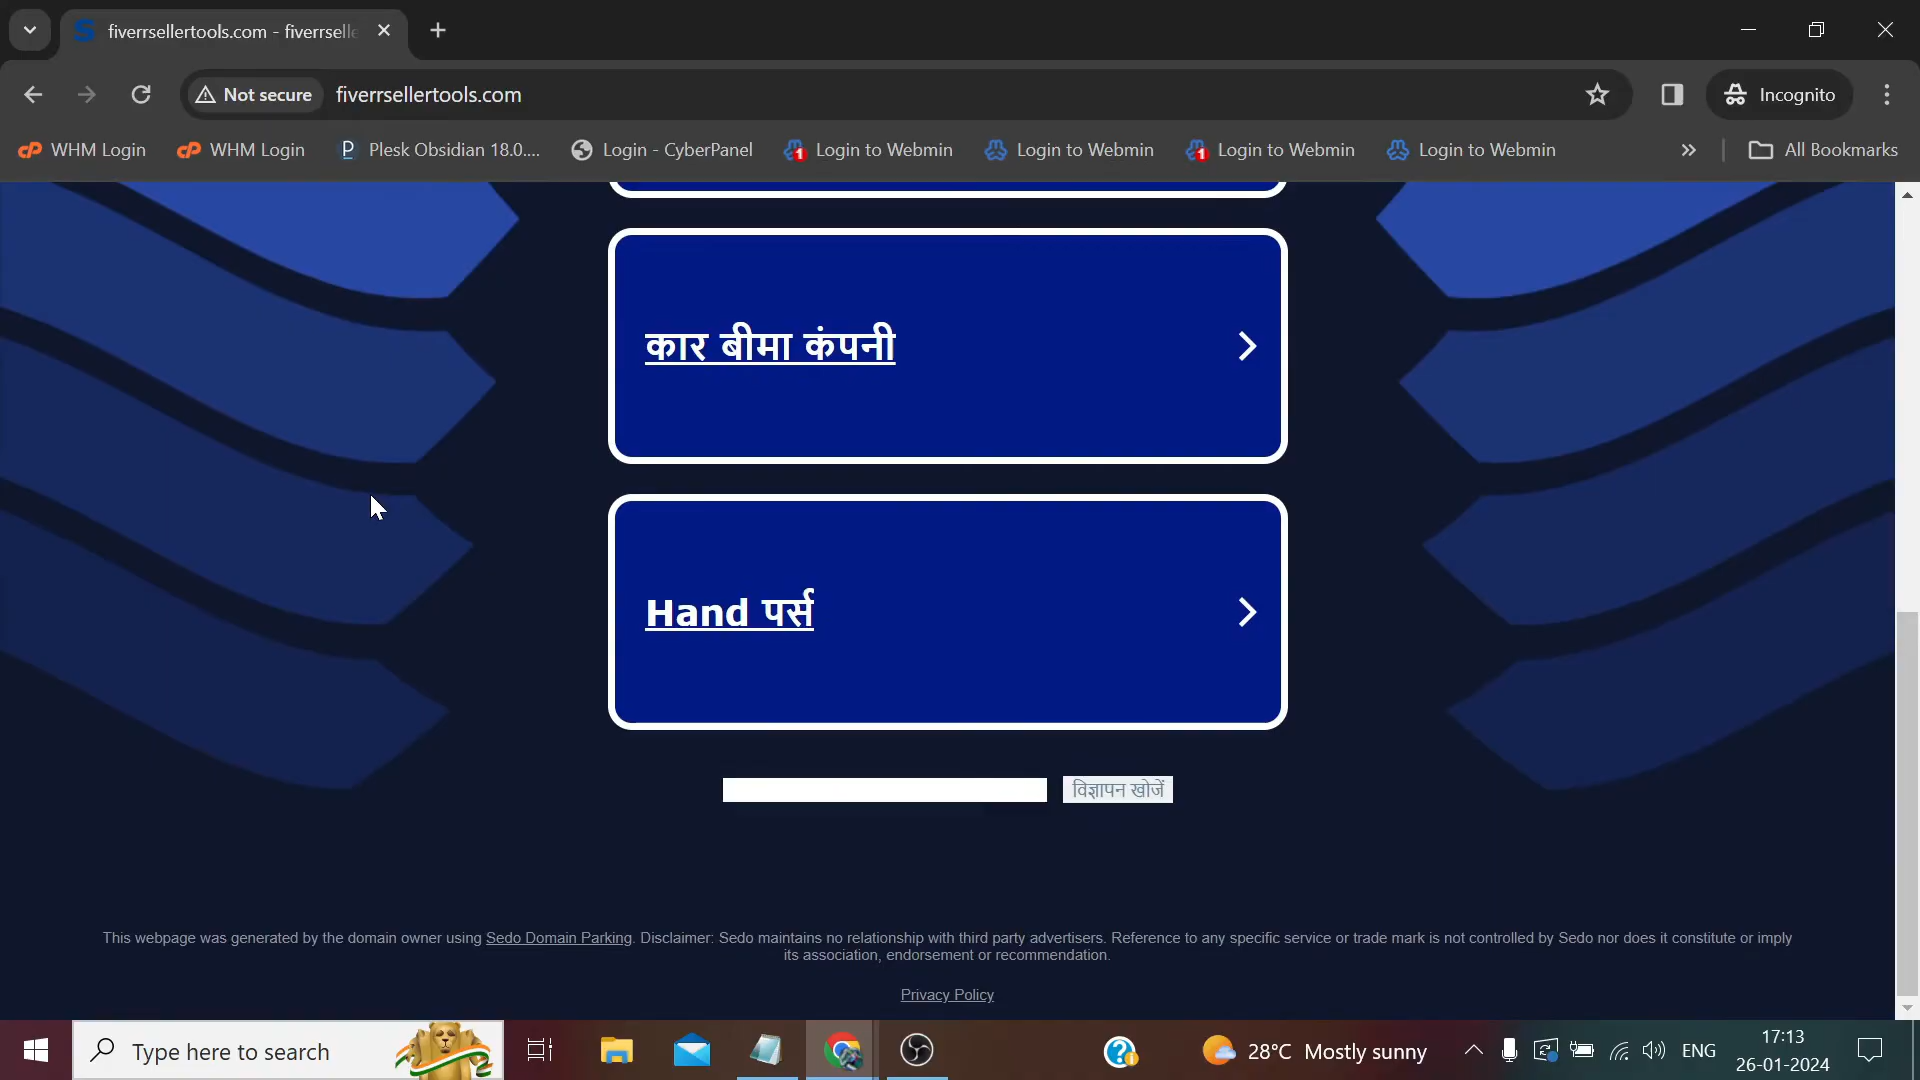 fiverrsellertools.com - fiverrselle
Not secure
fiverrsellertools.com
Incognito
WHM Login
WHM Login
Plesk Obsidian 18.0....
Login - CyberPanel
Login to Webmin
Login to Webmin
Login to Webmin
Login to Webmin
All Bookmarks
कार बीमा कंपनी
Hand पर्स
विज्ञापन खोजें
This webpage was generated by the domain owner using Sedo Domain Parking. Disclaimer: Sedo maintains no relationship with third party advertisers. Reference to any specific service or trade mark is not controlled by Sedo nor does it constitute or imply
its association, endorsement or recommendation.
Privacy Policy
Type here to search
28°C Mostly sunny
ENG
17:13
26-01-2024